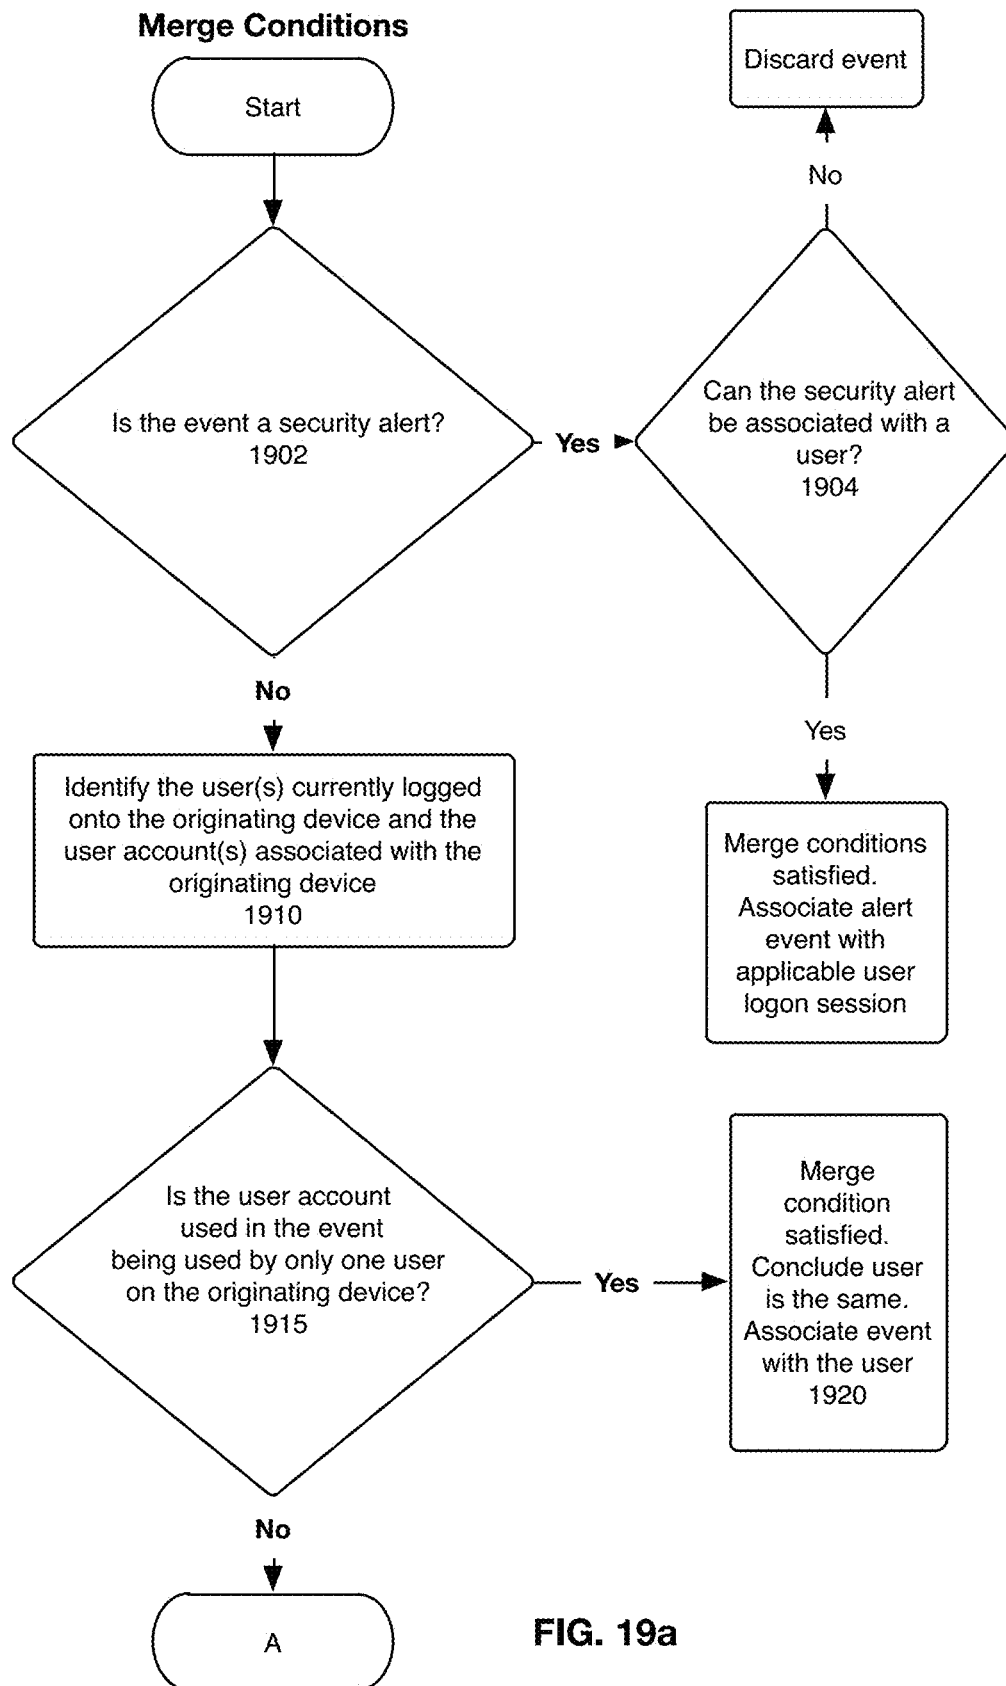 Merge Conditions
Start
Discard event
No
Is the event a security alert?
1902
Yes
Can the security alert
be associated with a
user?
1904
No
Yes
Identify the user(s) currently logged
onto the originating device and the
user account(s) associated with the
originating device
1910
Merge conditions
satisfied.
Associate alert
event with
applicable user
logon session
Is the user account
used in the event
being used by only one user
on the originating device?
1915
Yes
Merge
condition
satisfied.
Conclude user
is the same.
Associate event
with the user
1920
No
A
FIG. 19a